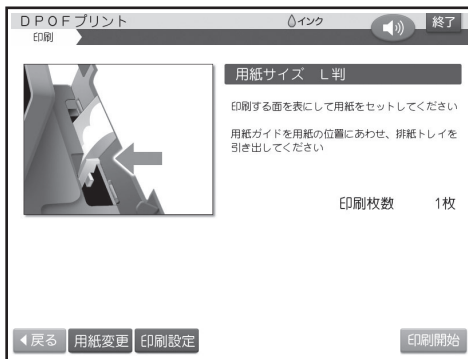 DPOFプリント
インク
終了
印刷
用紙サイズ L判
印刷する面を表にして用紙をセットしてください
用紙ガイドを用紙の位置にあわせ、排紙トレイを
引き出してください
印刷枚数 1枚
戻る 用紙変更 印刷設定 印刷開始